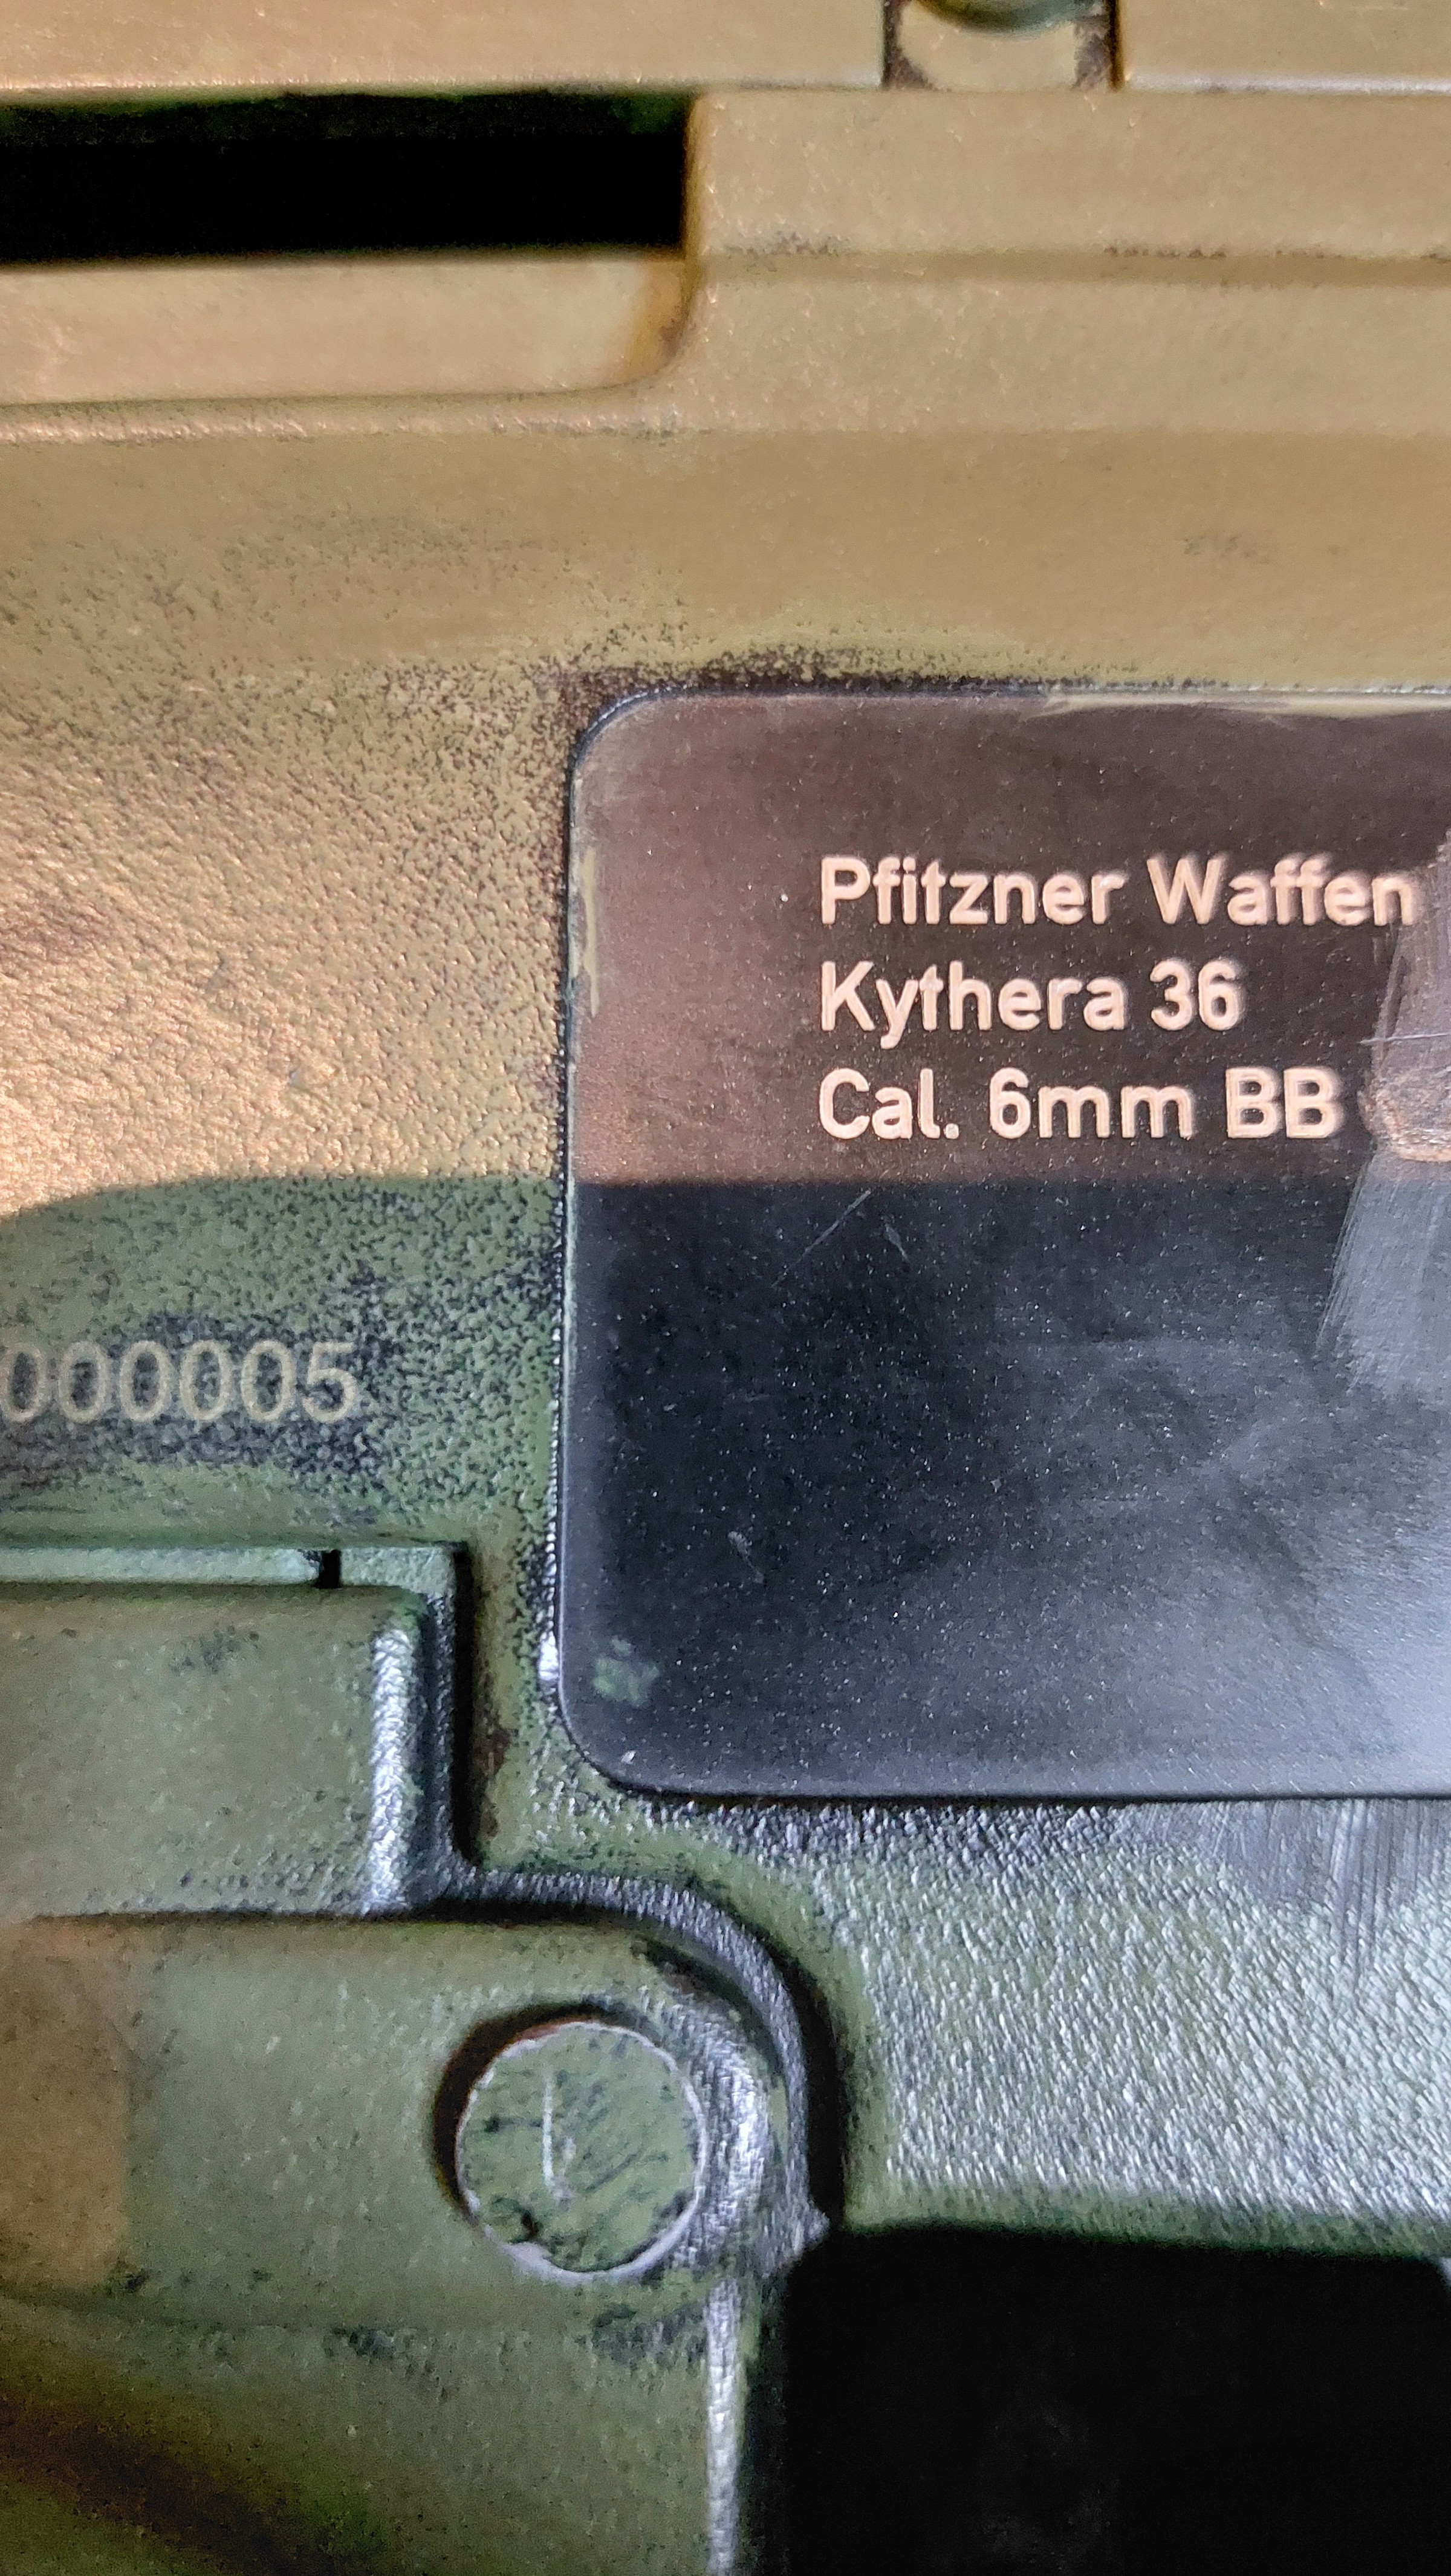 Pfitzner Waffen
Kythera 36
Cal. 6mm BB
000005